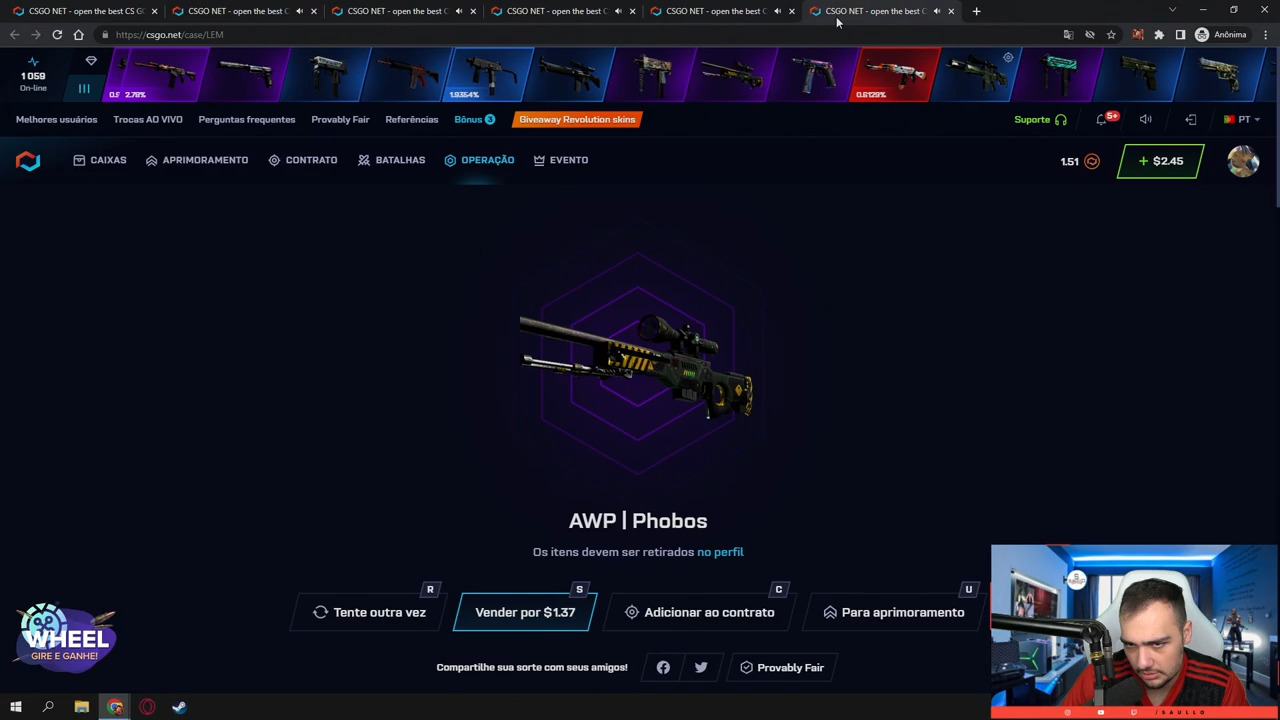 CSGO NET - open the best CS GO
CSGO NET - open the best C
CSGO NET - open the best C
CSGO NET - open the best C
CSGO NET - open the best C
CSGO NET - open the best C
https://csgo.net/case/LEM
Anônima
1 059
On-line
2.79%
1.9354%
0.6129%
Melhores usuários
Trocas AO VIVO
Perguntas frequentes
Provably Fair
Referências
Bônus 3
Giveaway Revolution skins
Suporte
5+
PT
CAIXAS
APRIMORAMENTO
CONTRATO
BATALHAS
OPERAÇÃO
EVENTO
1.51
+ $2.45
AWP | Phobos
Os itens devem ser retirados no perfil
R
S
C
U
Tente outra vez
Vender por $1.37
Adicionar ao contrato
Para aprimoramento
WHEEL
GIRE E GANHE!
Compartilhe sua sorte com seus amigos!
Provably Fair
/SAULLO